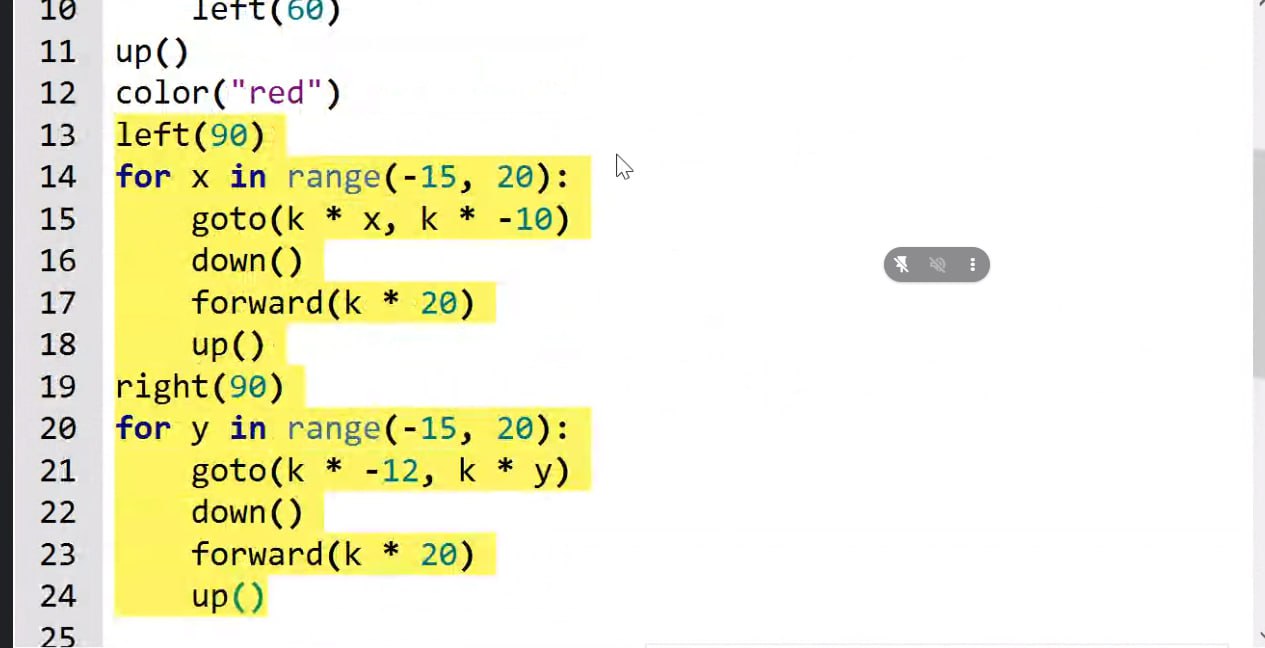 10 left(60)
11 up()
12 color("red")
13 left(90)
14 for x in range(-15, 20):
15 goto(k * x, k * -10)
16 down()
17 forward(k * 20)
18 up()
19 right(90)
20 for y in range(-15, 20):
21 goto(k * -12, k * y)
22 down()
23 forward(k * 20)
24 up()
25